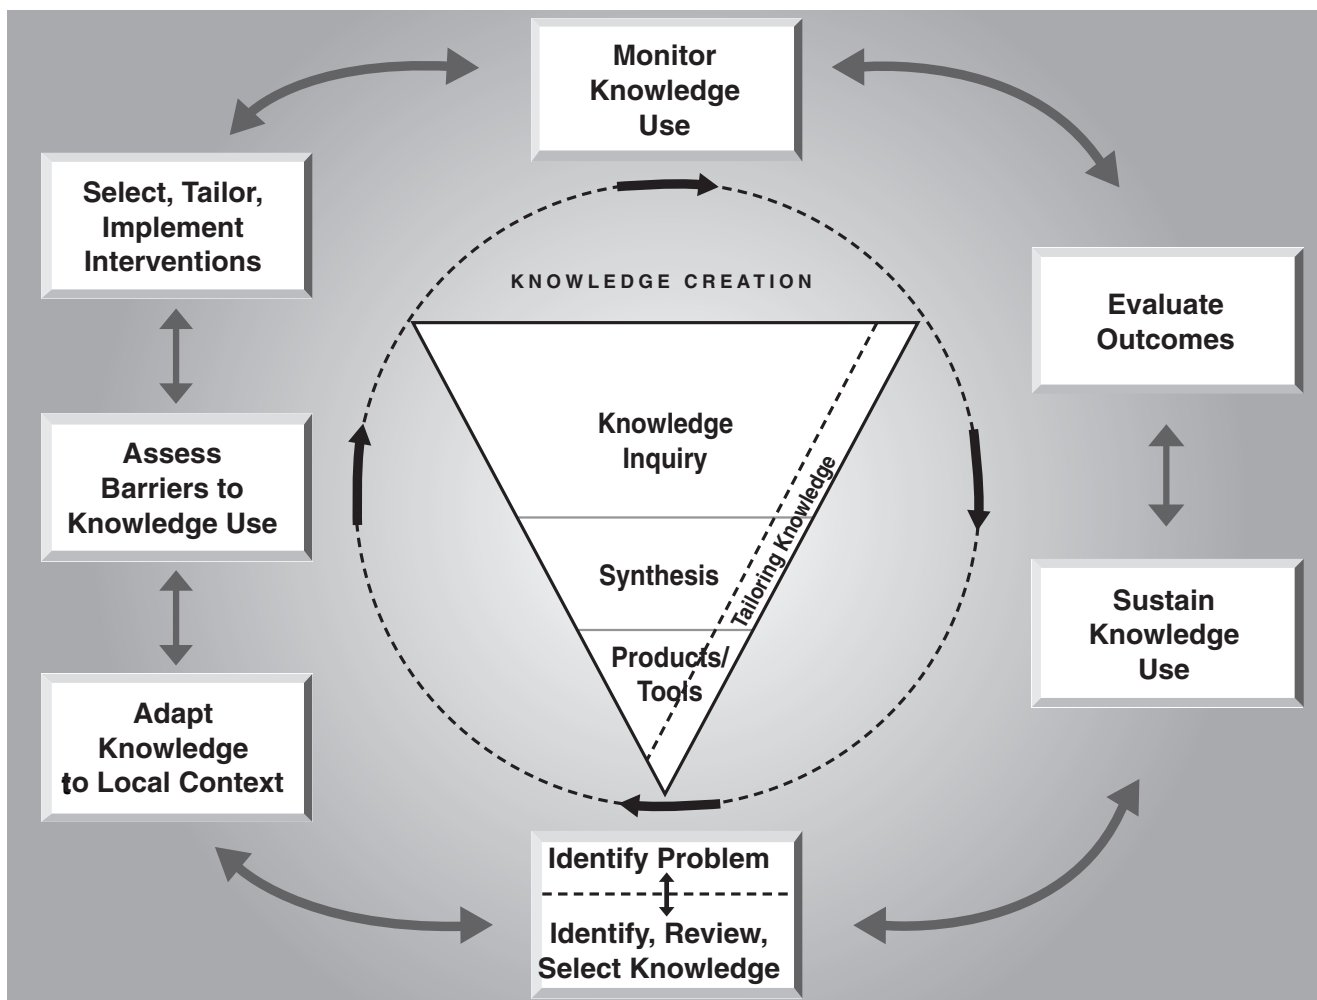 Monitor
Knowledge
Use
Select, Tailor,
Implement
Interventions
KNOWLEDGE CREATION
Evaluate
Outcomes
Knowledge
Inquiry
Assess
Barriers to
Knowledge Use
Tailoring Knowledge
Synthesis
Sustain
Knowledge
Use
Products/
Tools
Adapt
Knowledge
to Local Context
Identify Problem
Identify, Review,
Select Knowledge